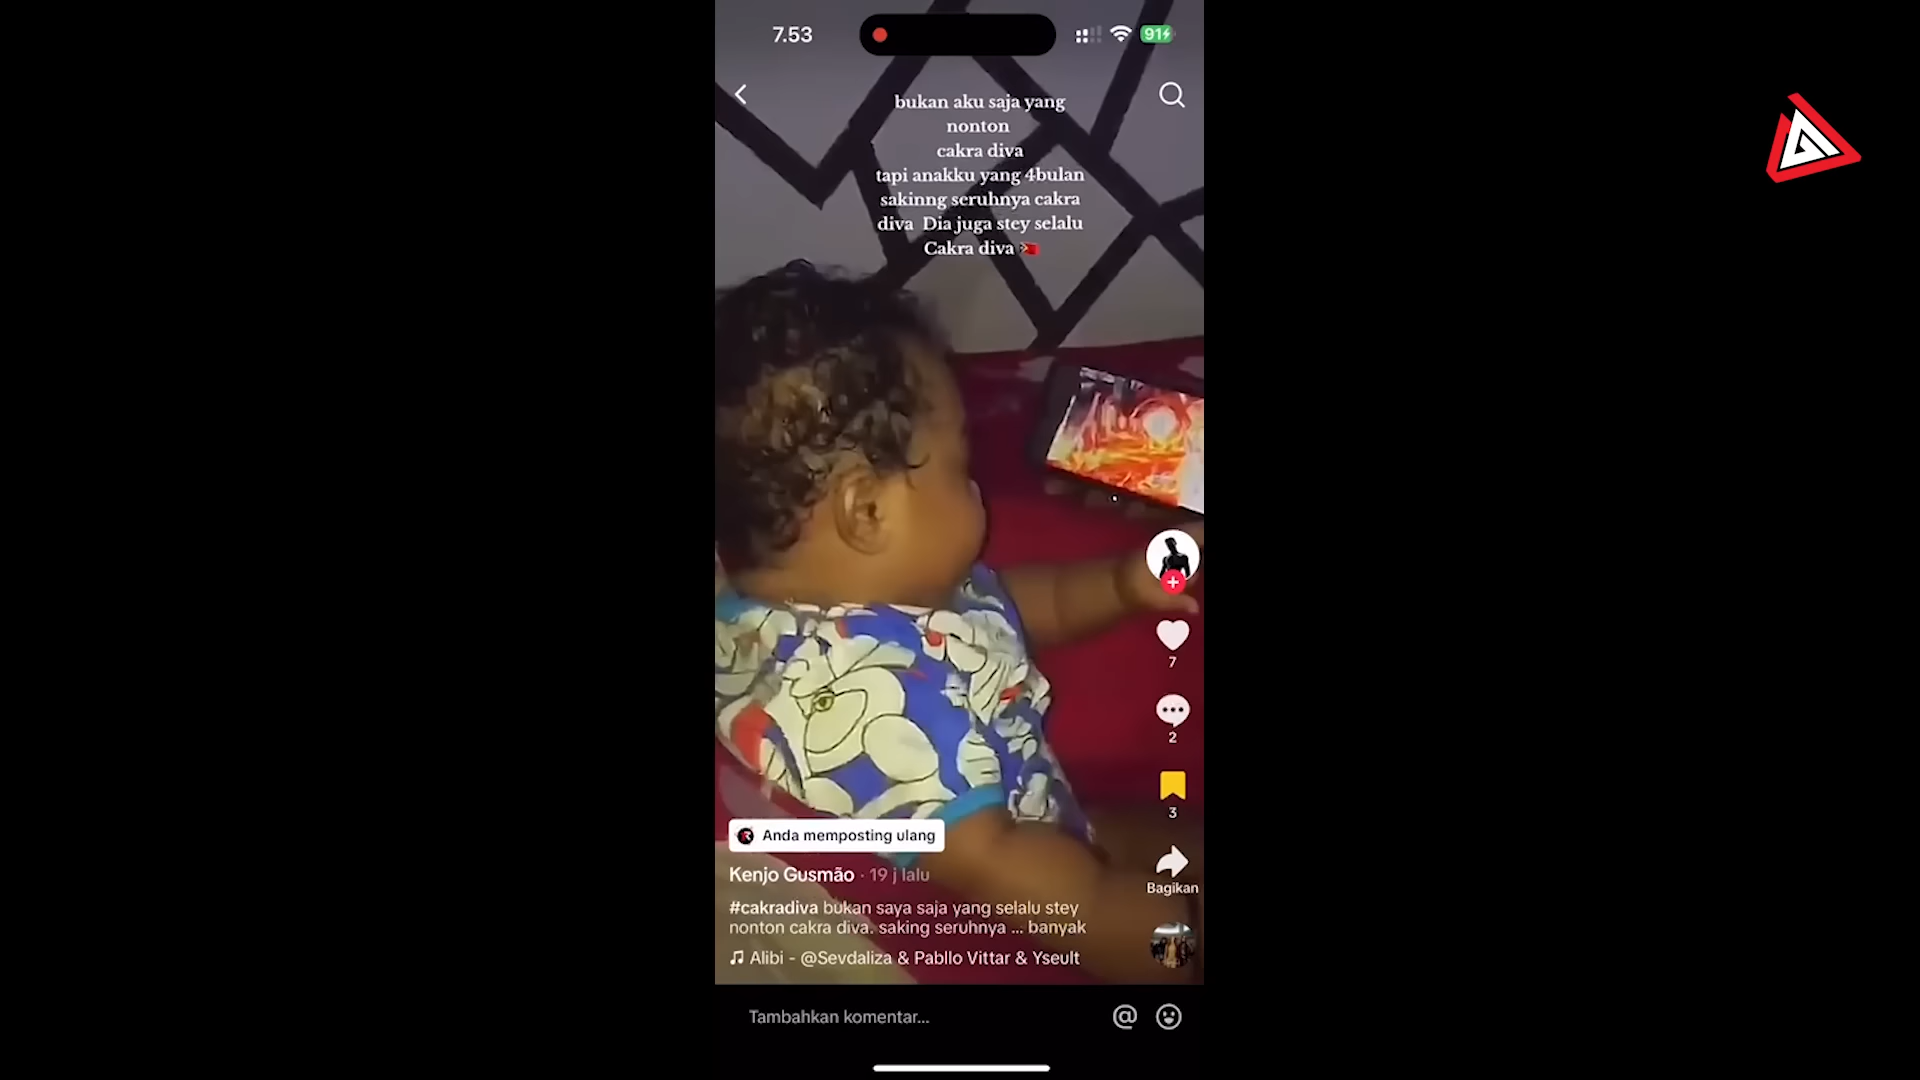 7.53
91
bukan aku saja yang
nonton
cakra diva
tapi anakku yang 4bulan
sakinng seruhnya cakra
diva Dia juga stey selalu
Cakra diva
7
2
3
Bagikan
Anda memposting ulang
Kenjo Gusmão · 19 j lalu
#cakradiva bukan saya saja yang selalu stey
nonton cakra diva. saking seruhnya ... banyak
Alibi - @Sevdaliza & Pabllo Vittar & Yseult
Tambahkan komentar...